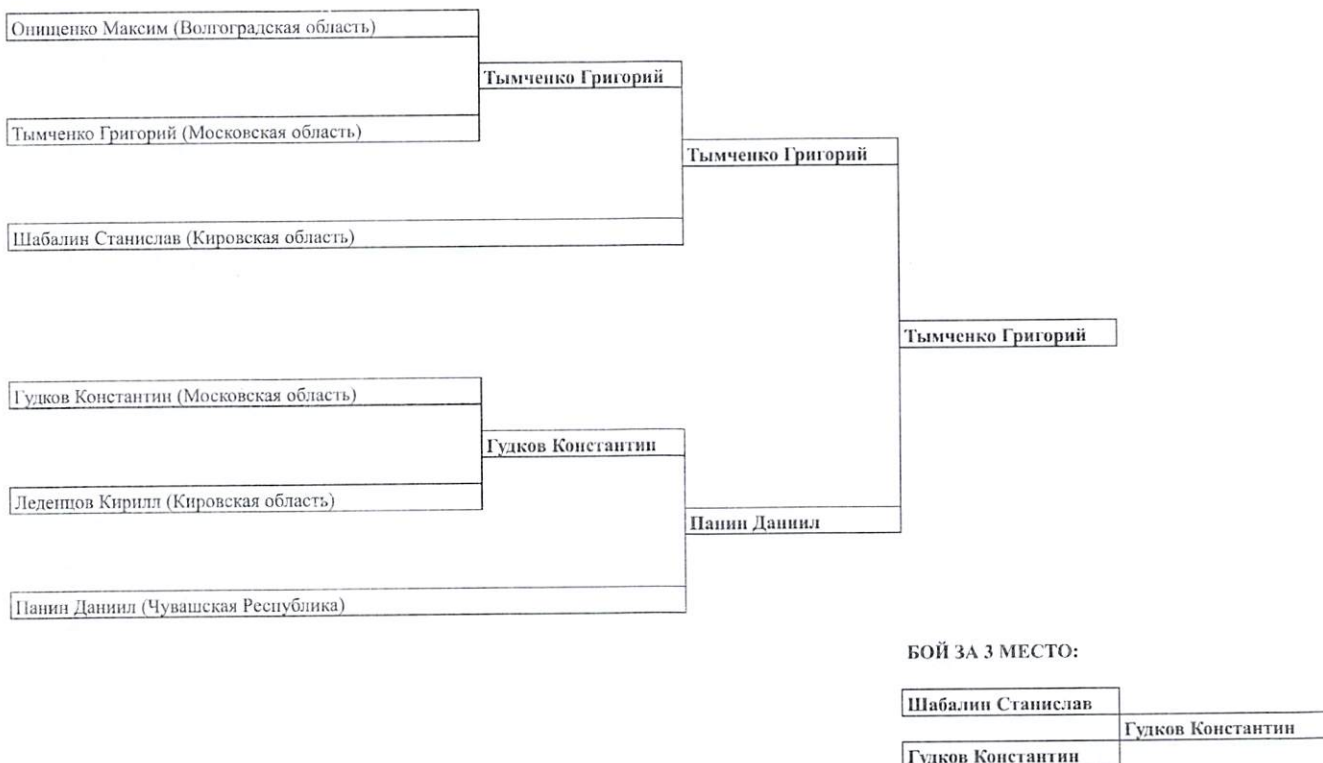 Онищенко Максим (Волгоградская область)
Тымченко Григорий
Тымченко Григорий (Московская область)
Тымченко Григорий
Шабалин Станислав (Кировская область)
Тымченко Григорий
Гудков Константин (Московская область)
Гудков Константин
Леденцов Кирилл (Кировская область)
Панин Даниил
Панин Даниил (Чувашская Республика)
БОЙ ЗА 3 МЕСТО:
Шабалин Станислав
Гудков Константин
Гудков Константин